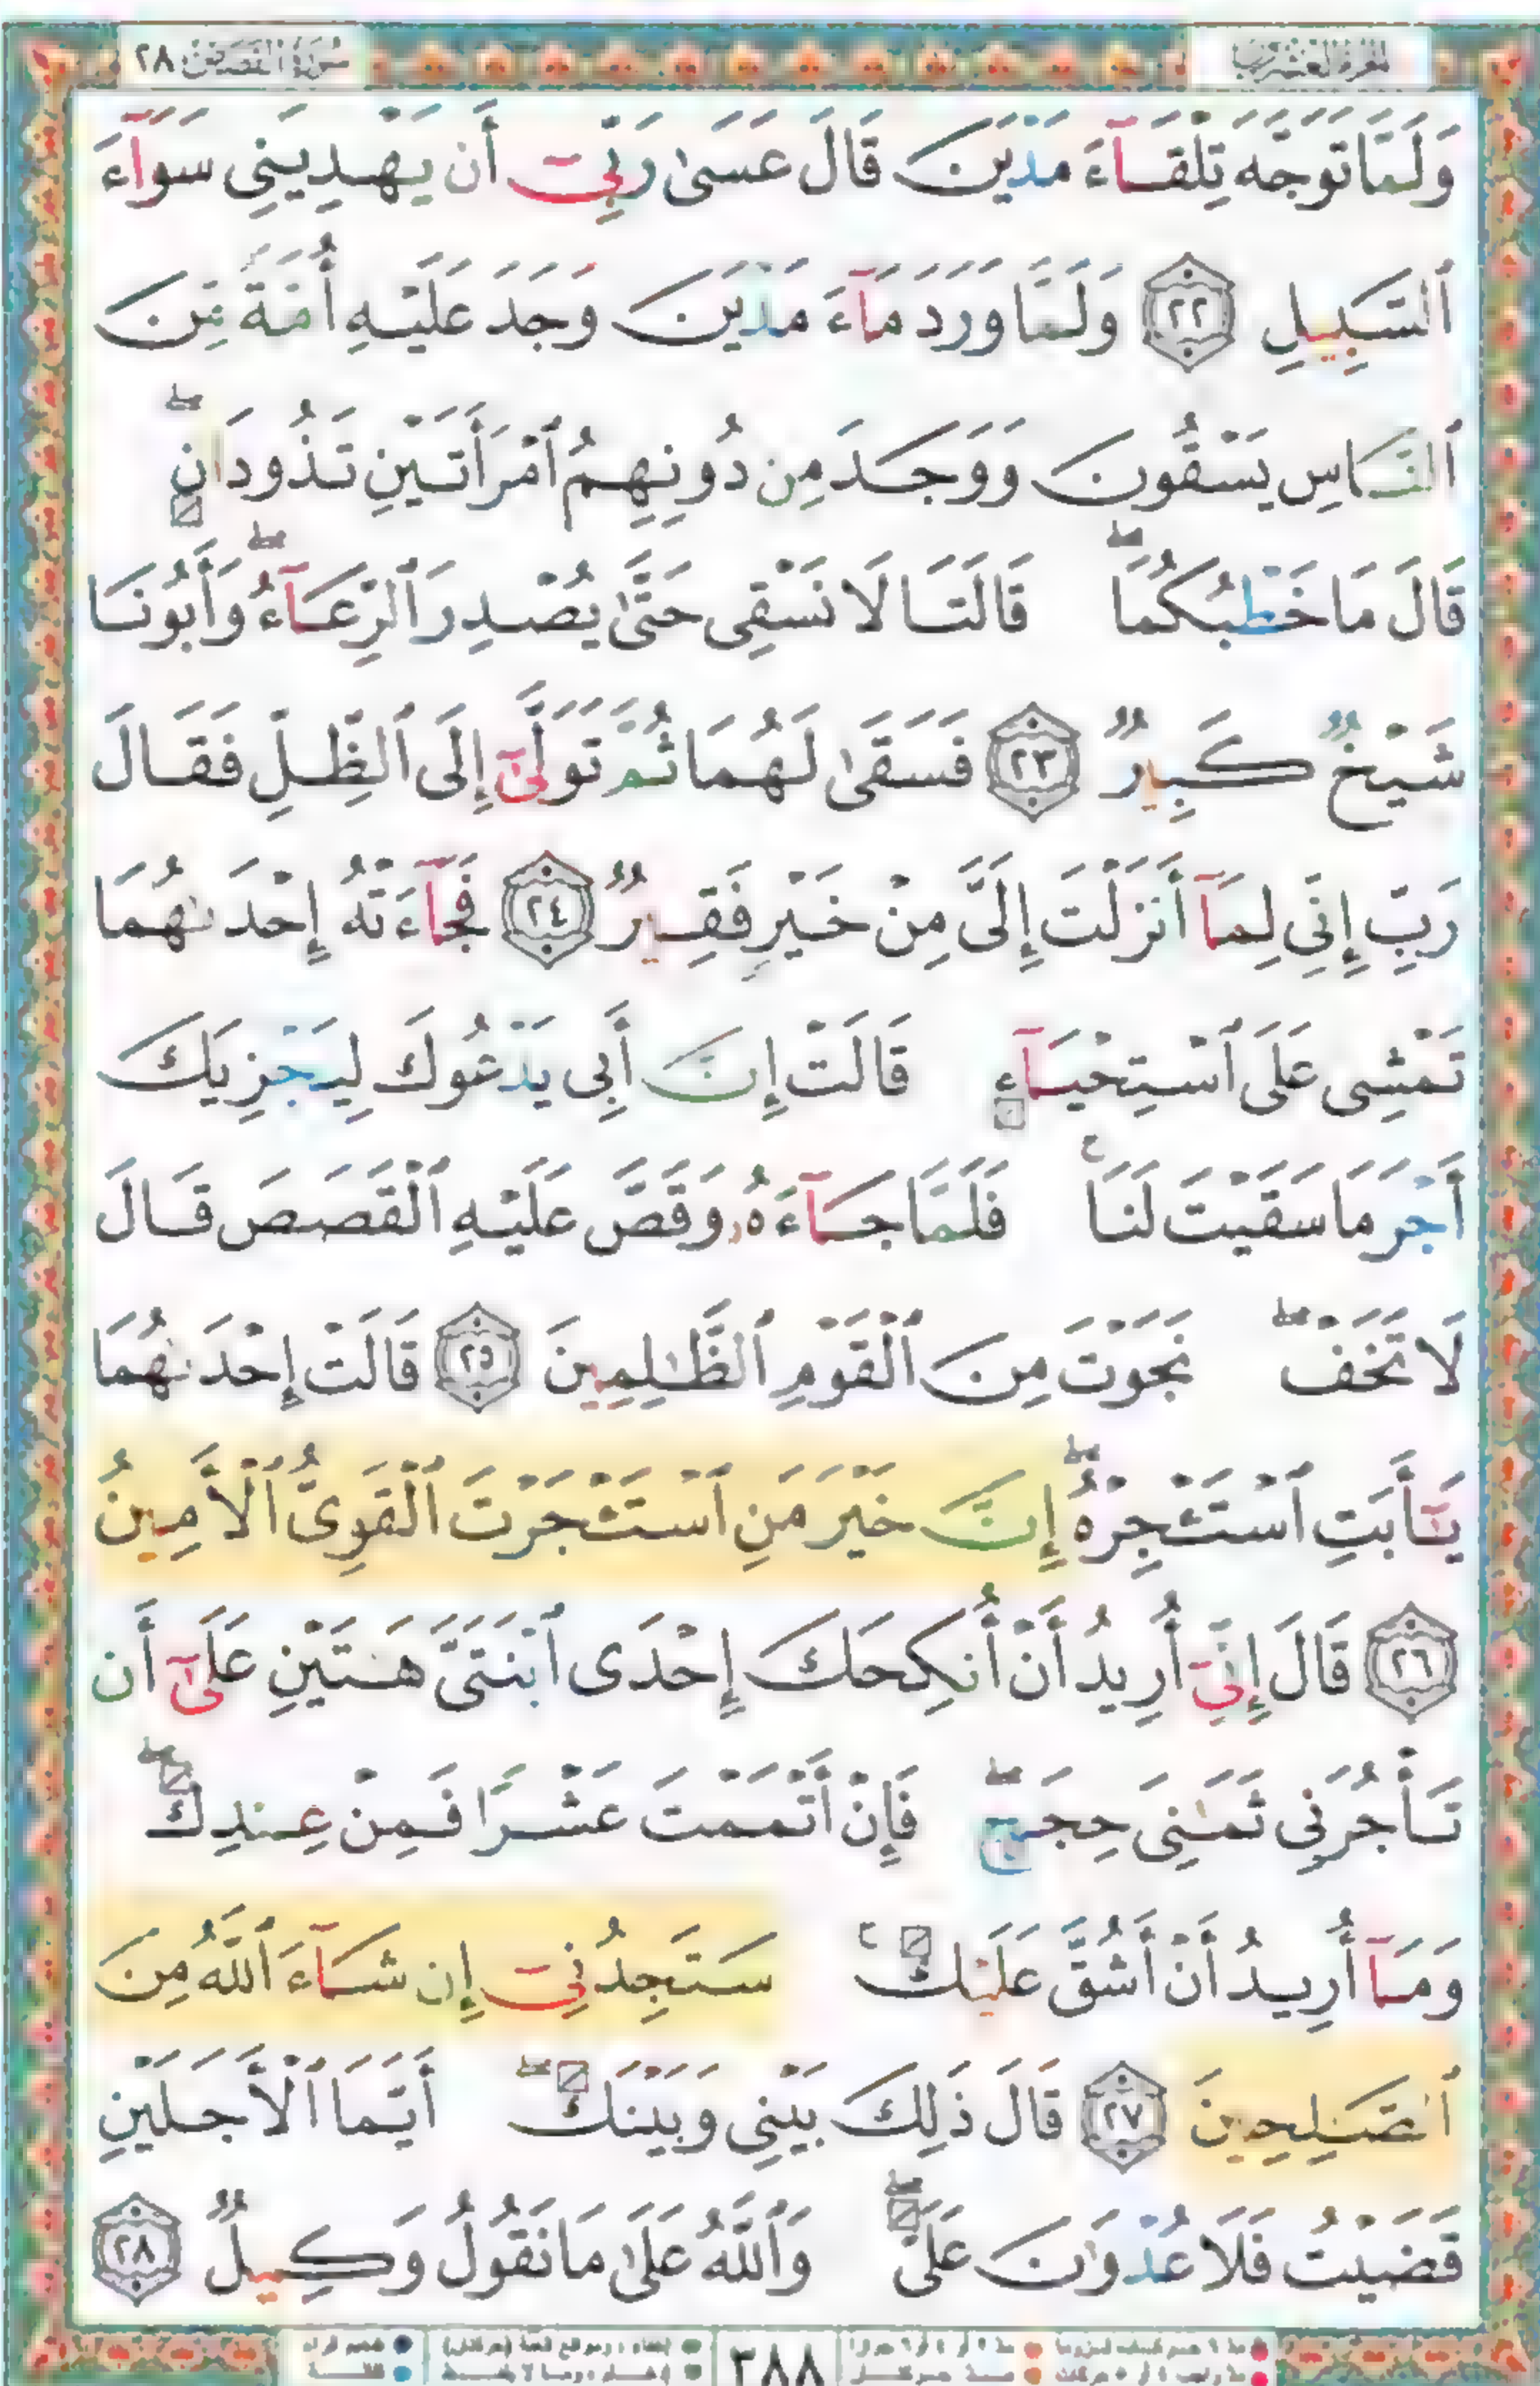 سُورَةُ القَصَصِ ٢٨
وَلَمَّا تَوَجَّهَ تِلْقَآءَ مَدْيَنَ قَالَ عَسَىٰ رَبِّىٓ أَن يَهْدِيَنِى سَوَآءَ
ٱلسَّبِيلِ ٢٢ وَلَمَّا وَرَدَ مَآءَ مَدْيَنَ وَجَدَ عَلَيْهِ أُمَّةً مِّنَ
ٱلنَّاسِ يَسْقُونَ وَوَجَدَ مِن دُونِهِمُ ٱمْرَأَتَيْنِ تَذُودَانِ ۖ
قَالَ مَا خَطْبُكُمَا ۖ قَالَتَا لَا نَسْقِى حَتَّىٰ يُصْدِرَ ٱلرِّعَآءُ ۖ وَأَبُونَا
شَيْخٌ كَبِيرٌ ٢٣ فَسَقَىٰ لَهُمَا ثُمَّ تَوَلَّىٰٓ إِلَى ٱلظِّلِّ فَقَالَ
رَبِّ إِنِّى لِمَآ أَنزَلْتَ إِلَىَّ مِنْ خَيْرٍ فَقِيرٌ ٢٤ فَجَآءَتْهُ إِحْدَىٰهُمَا
تَمْشِى عَلَى ٱسْتِحْيَآءٍ قَالَتْ إِنَّ أَبِى يَدْعُوكَ لِيَجْزِيَكَ
أَجْرَ مَا سَقَيْتَ لَنَا ۚ فَلَمَّا جَآءَهُۥ وَقَصَّ عَلَيْهِ ٱلْقَصَصَ قَالَ
لَا تَخَفْ ۖ نَجَوْتَ مِنَ ٱلْقَوْمِ ٱلظَّـٰلِمِينَ ٢٥ قَالَتْ إِحْدَىٰهُمَا
يَـٰٓأَبَتِ ٱسْتَـْٔجِرْهُ ۖ إِنَّ خَيْرَ مَنِ ٱسْتَـْٔجَرْتَ ٱلْقَوِىُّ ٱلْأَمِينُ
٢٦ قَالَ إِنِّىٓ أُرِيدُ أَنْ أُنكِحَكَ إِحْدَى ٱبْنَتَىَّ هَـٰتَيْنِ عَلَىٰٓ أَن
تَأْجُرَنِى ثَمَـٰنِىَ حِجَجٍ ۖ فَإِنْ أَتْمَمْتَ عَشْرًا فَمِنْ عِندِكَ ۖ
وَمَآ أُرِيدُ أَنْ أَشُقَّ عَلَيْكَ ۚ سَتَجِدُنِىٓ إِن شَآءَ ٱللَّهُ مِنَ
ٱلصَّـٰلِحِينَ ٢٧ قَالَ ذَٰلِكَ بَيْنِى وَبَيْنَكَ ۖ أَيَّمَا ٱلْأَجَلَيْنِ
قَضَيْتُ فَلَا عُدْوَٰنَ عَلَىَّ ۖ وَٱللَّهُ عَلَىٰ مَا نَقُولُ وَكِيلٌ ٢٨
٣٨٨